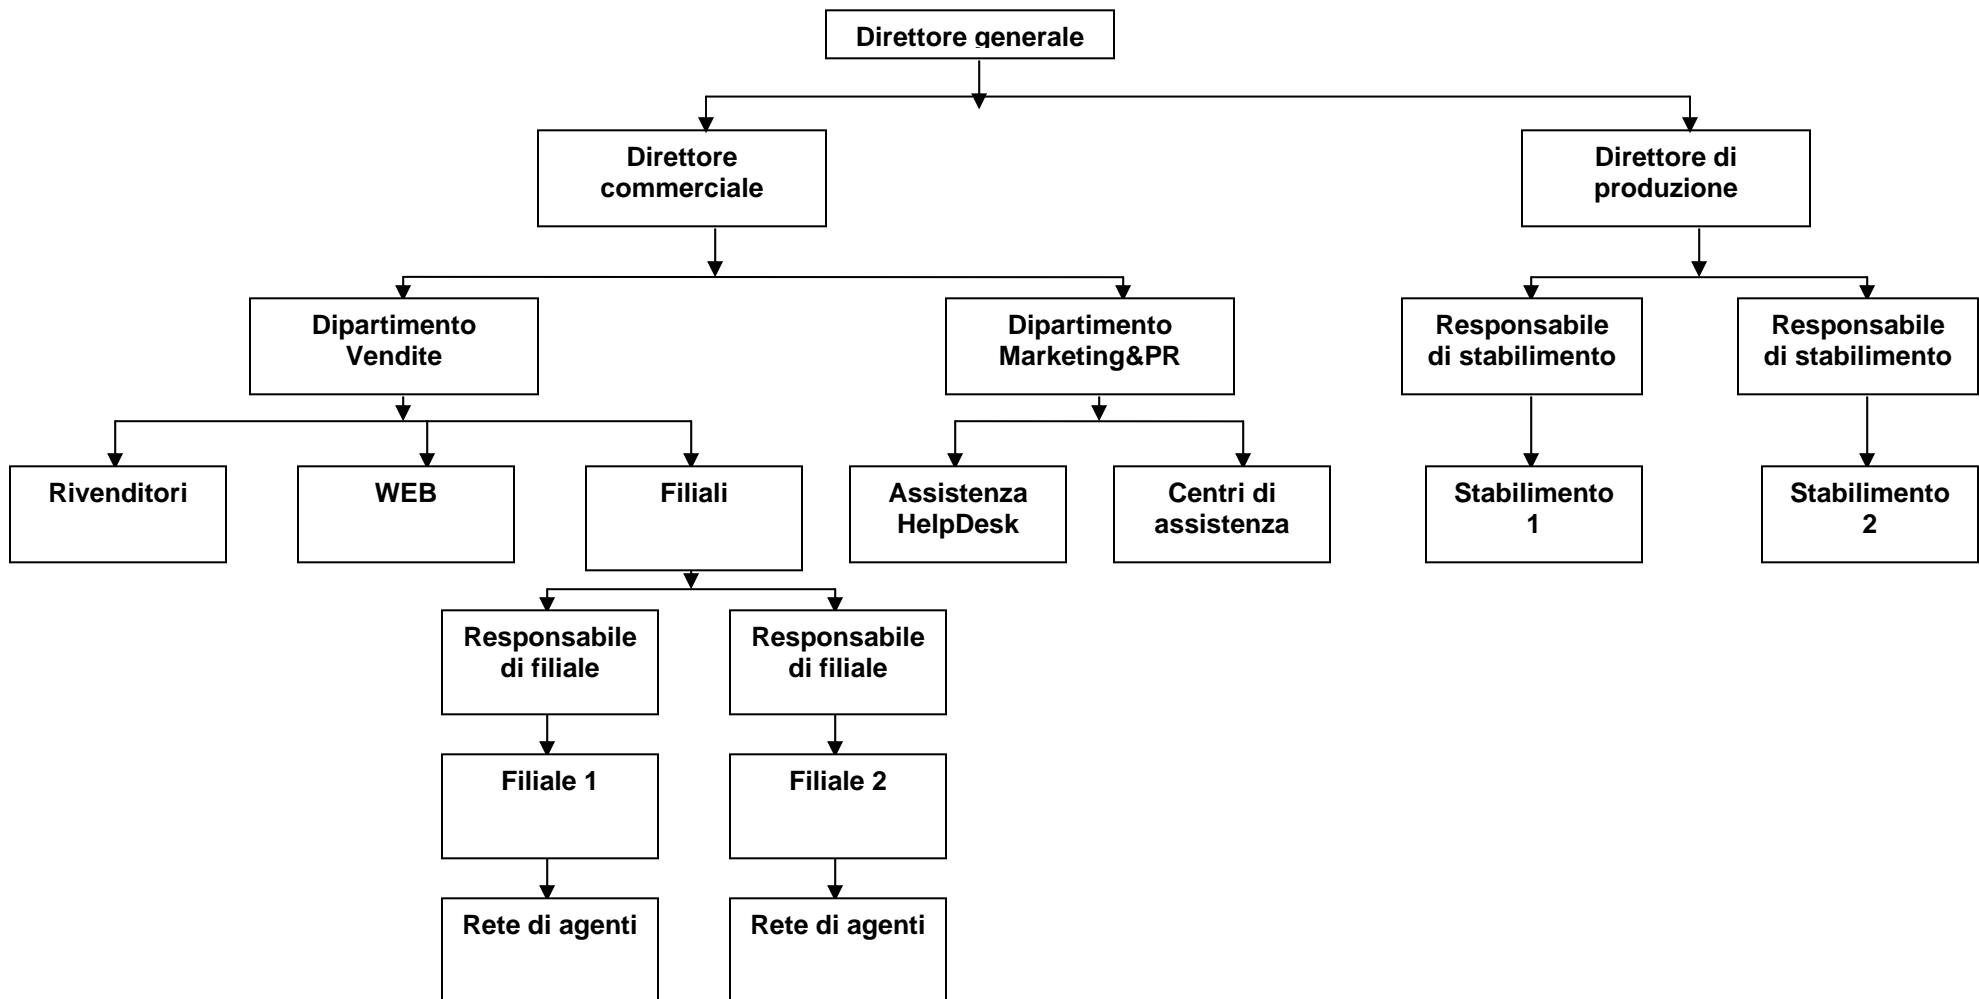 Direttore generale
Direttore
commerciale
Direttore di
produzione
Dipartimento
Vendite
Dipartimento
Marketing&PR
Responsabile
di stabilimento
Responsabile
di stabilimento
Rivenditori
WEB
Filiali
Assistenza
HelpDesk
Centri di
assistenza
Stabilimento
1
Stabilimento
2
Responsabile
di filiale
Responsabile
di filiale
Filiale 1
Filiale 2
Rete di agenti
Rete di agenti